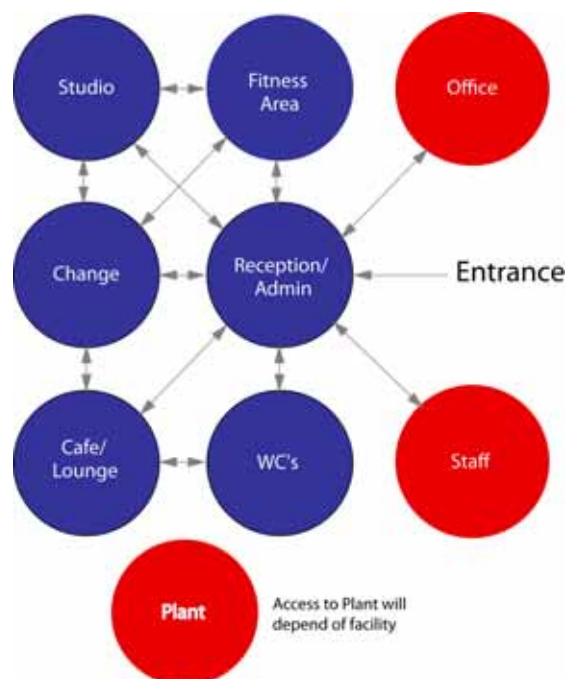 Studio
Fitness
Area
Office
Change
Reception/
Admin
Entrance
Cafe/
Lounge
WC's
Staff
Plant
Access to Plant will
depend of facility